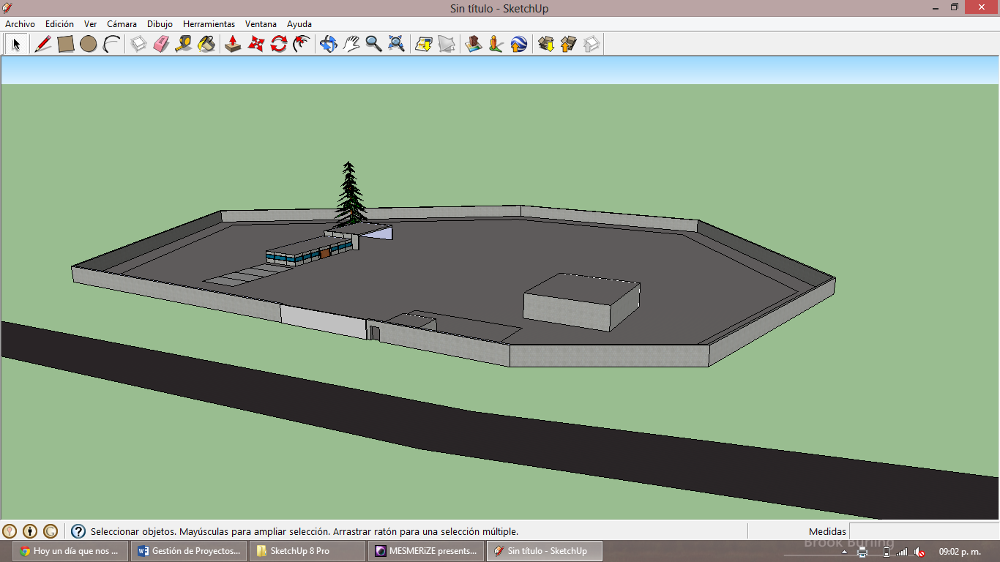 Sin título - SketchUp
Archivo Edición Ver Cámara Dibujo Herramientas Ventana Ayuda
Seleccionar objetos. Mayúsculas para ampliar selección. Arrastrar ratón para una selección múltiple.
Medidas
Brook Burling
Hoy un día que nos ...
Gestión de Proyectos...
SketchUp 8 Pro
MESMERiZE presents...
Sin título - SketchUp
09:02 p. m.